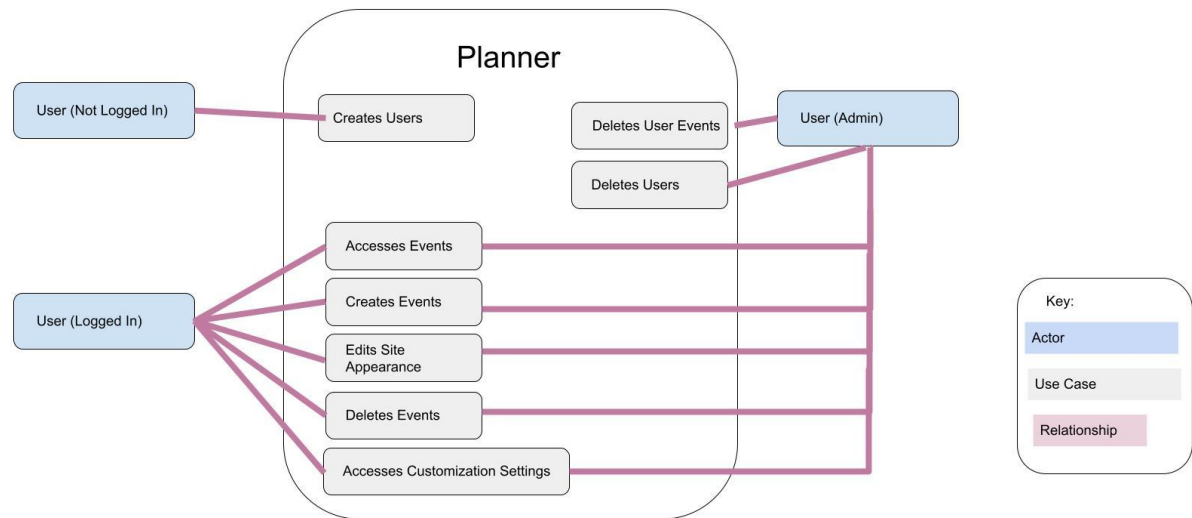 Planner
User (Not Logged In)
Creates Users
Deletes User Events
User (Admin)
Deletes Users
Accesses Events
Creates Events
User (Logged In)
Edits Site
Appearance
Deletes Events
Accesses Customization Settings
Key:
Actor
Use Case
Relationship